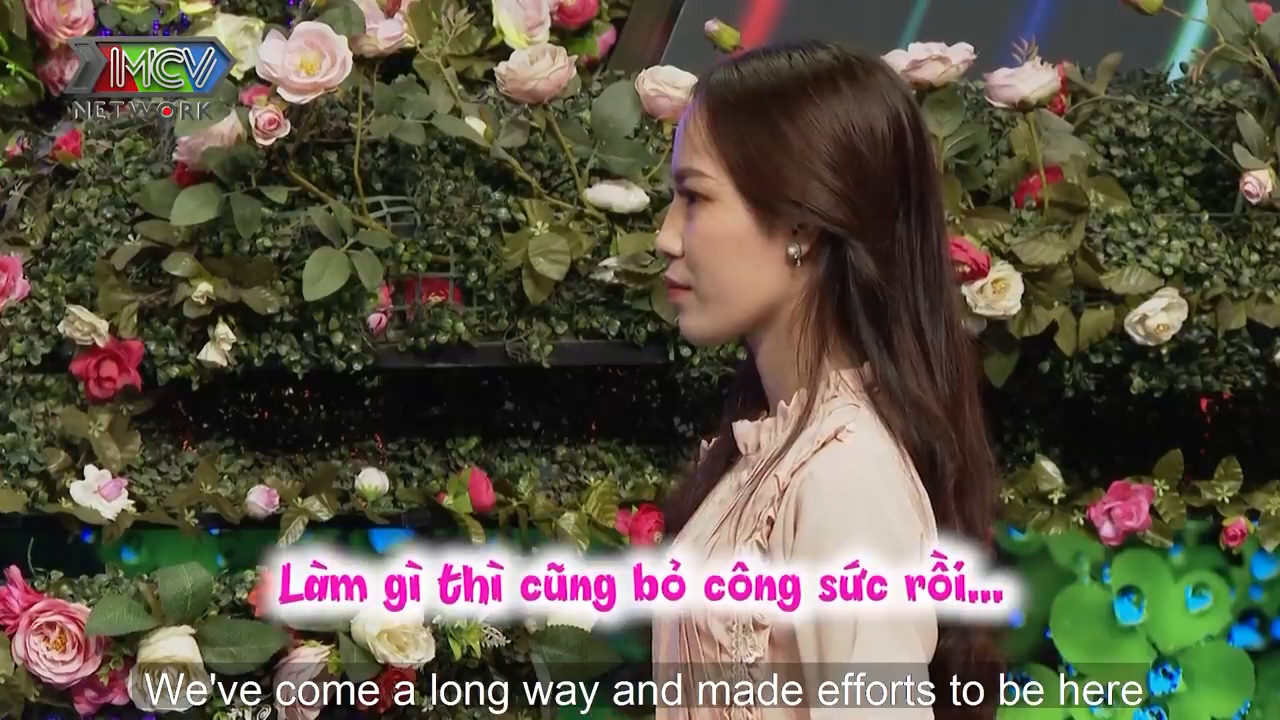 MCV
NETWORK
Làm gì thì cũng bỏ công sức rồi...
We've come a long way and made efforts to be here